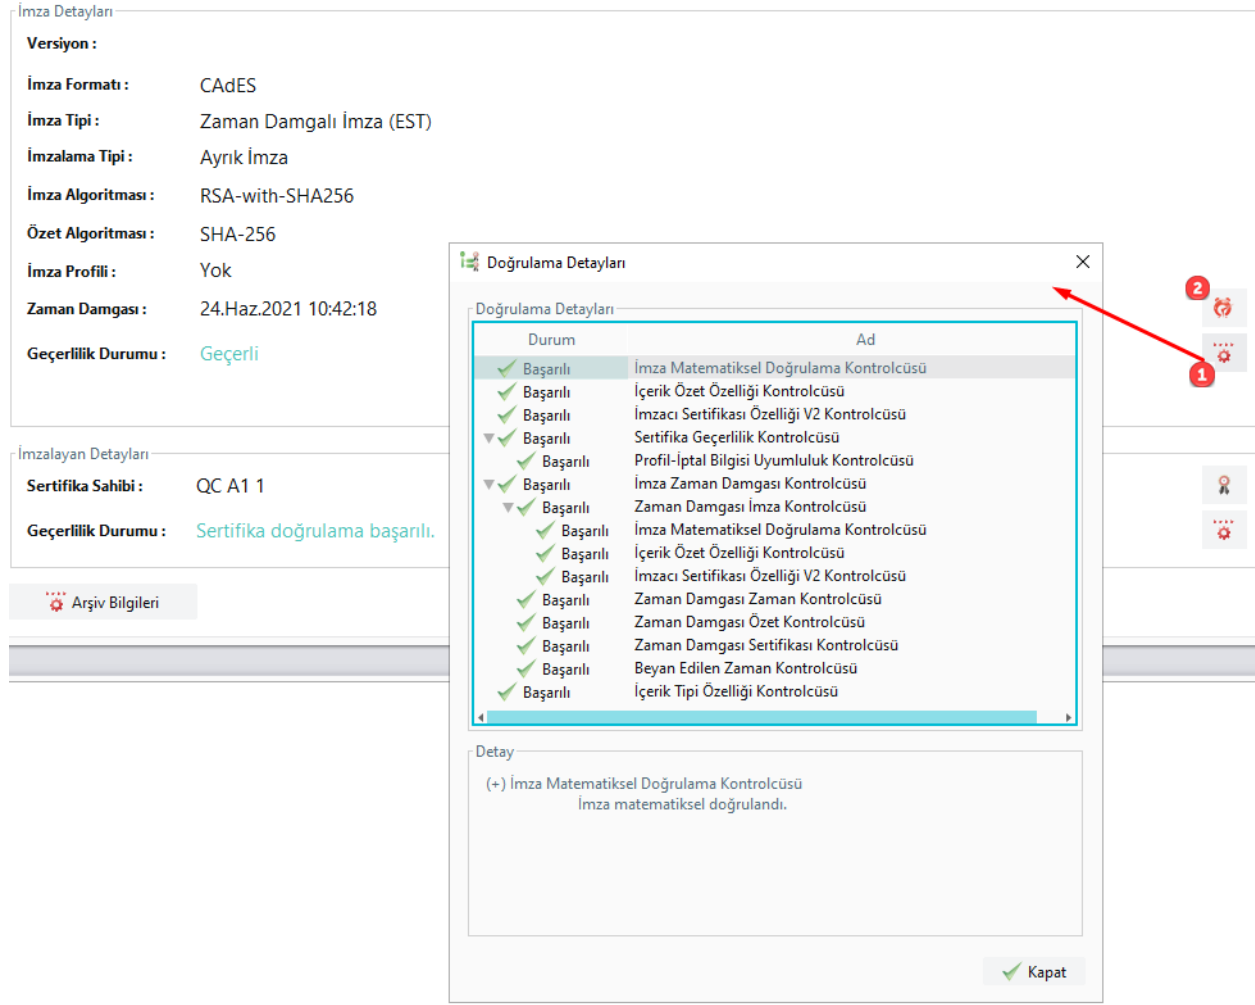 İmza Detayları
Versiyon :
İmza Formatı : CAdES
İmza Tipi : Zaman Damgalı İmza (EST)
İmzalama Tipi : Ayrık İmza
İmza Algoritması : RSA-with-SHA256
Özet Algoritması : SHA-256
İmza Profili : Yok
Zaman Damgası : 24.Haz.2021 10:42:18
2
Geçerlilik Durumu : Geçerli
1
İmzalayan Detayları
Sertifika Sahibi : QC A1 1
Geçerlilik Durumu : Sertifika doğrulama başarılı.
Arşiv Bilgileri
Doğrulama Detayları
Doğrulama Detayları
Durum Ad
Başarılı İmza Matematiksel Doğrulama Kontrolcüsü
Başarılı İçerik Özet Özelliği Kontrolcüsü
Başarılı İmzacı Sertifikası Özelliği V2 Kontrolcüsü
Başarılı Sertifika Geçerlilik Kontrolcüsü
Başarılı Profil-İptal Bilgisi Uyumluluk Kontrolcüsü
Başarılı İmza Zaman Damgası Kontrolcüsü
Başarılı Zaman Damgası İmza Kontrolcüsü
Başarılı İmza Matematiksel Doğrulama Kontrolcüsü
Başarılı İçerik Özet Özelliği Kontrolcüsü
Başarılı İmzacı Sertifikası Özelliği V2 Kontrolcüsü
Başarılı Zaman Damgası Zaman Kontrolcüsü
Başarılı Zaman Damgası Özet Kontrolcüsü
Başarılı Zaman Damgası Sertifikası Kontrolcüsü
Başarılı Beyan Edilen Zaman Kontrolcüsü
Başarılı İçerik Tipi Özelliği Kontrolcüsü
Detay
(+) İmza Matematiksel Doğrulama Kontrolcüsü
İmza matematiksel doğrulandı.
Kapat